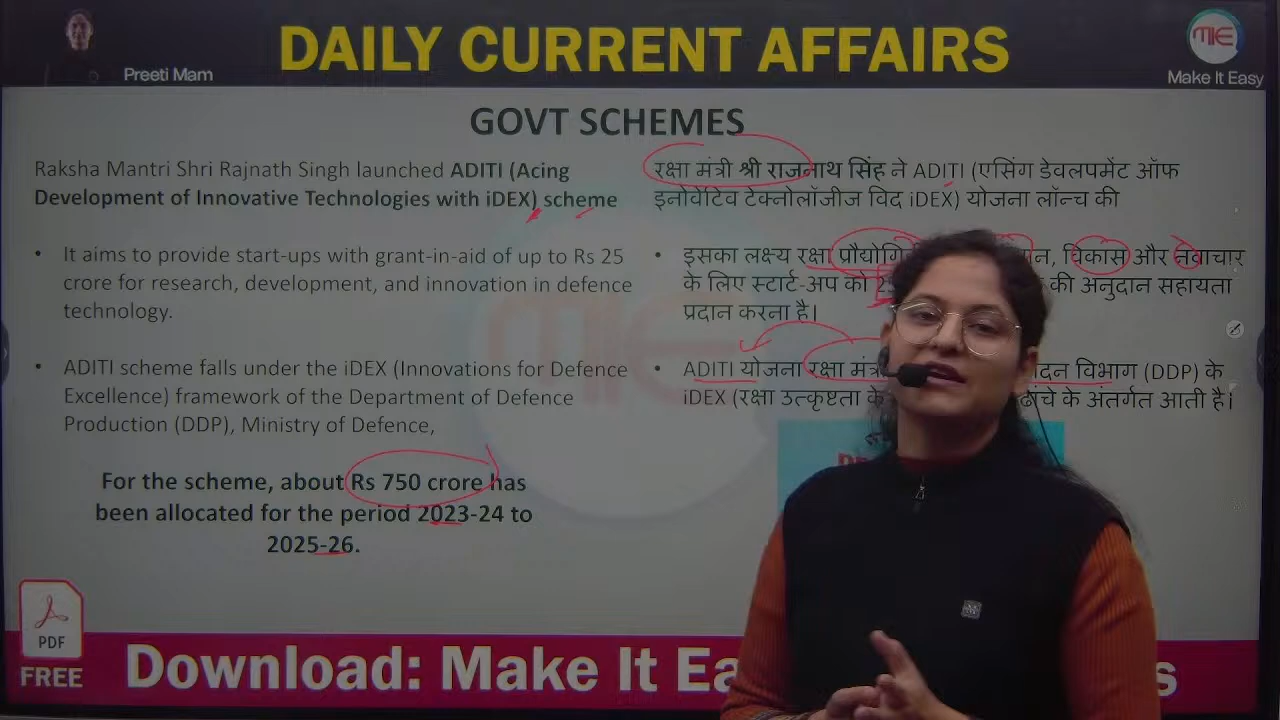 DAILY CURRENT AFFAIRS
Preeti Mam
MIE
Make It Easy
GOVT SCHEMES
Raksha Mantri Shri Rajnath Singh launched ADITI (Acing
Development of Innovative Technologies with iDEX) scheme
• It aims to provide start-ups with grant-in-aid of up to Rs 25
crore for research, development, and innovation in defence
technology.
• ADITI scheme falls under the iDEX (Innovations for Defence
Excellence) framework of the Department of Defence
Production (DDP), Ministry of Defence,
For the scheme, about Rs 750 crore has
been allocated for the period 2023-24 to
2025-26.
रक्षा मंत्री श्री राजनाथ सिंह ने ADITI (एसिंग डेवलपमेंट ऑफ
इनोवेटिव टेक्नोलॉजीज विद iDEX) योजना लॉन्च की
• इसका लक्ष्य रक्षा विकास और नवाचार
के लिए स्टार्ट-अप को की अनुदान सहायता
प्रदान करना है।
• ADITI योजना रक्षा विभाग (DDP) के
iDEX (रक्षा उत्कृष्टता के के अंतर्गत आती है।
PDF
FREE
Download: Make It